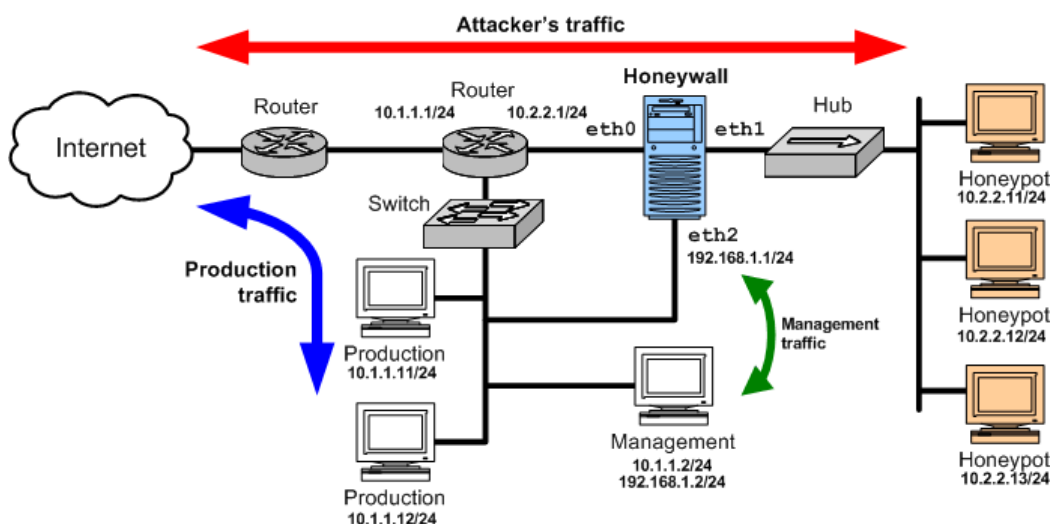 Attacker's traffic
Internet
Router
Router
10.1.1.1/24
10.2.2.1/24
Honeywall
eth0
eth1
Hub
Switch
eth2
192.168.1.1/24
Production
traffic
Management
traffic
Production
10.1.1.11/24
Production
10.1.1.12/24
Management
10.1.1.2/24
192.168.1.2/24
Honeypot
10.2.2.11/24
Honeypot
10.2.2.12/24
Honeypot
10.2.2.13/24